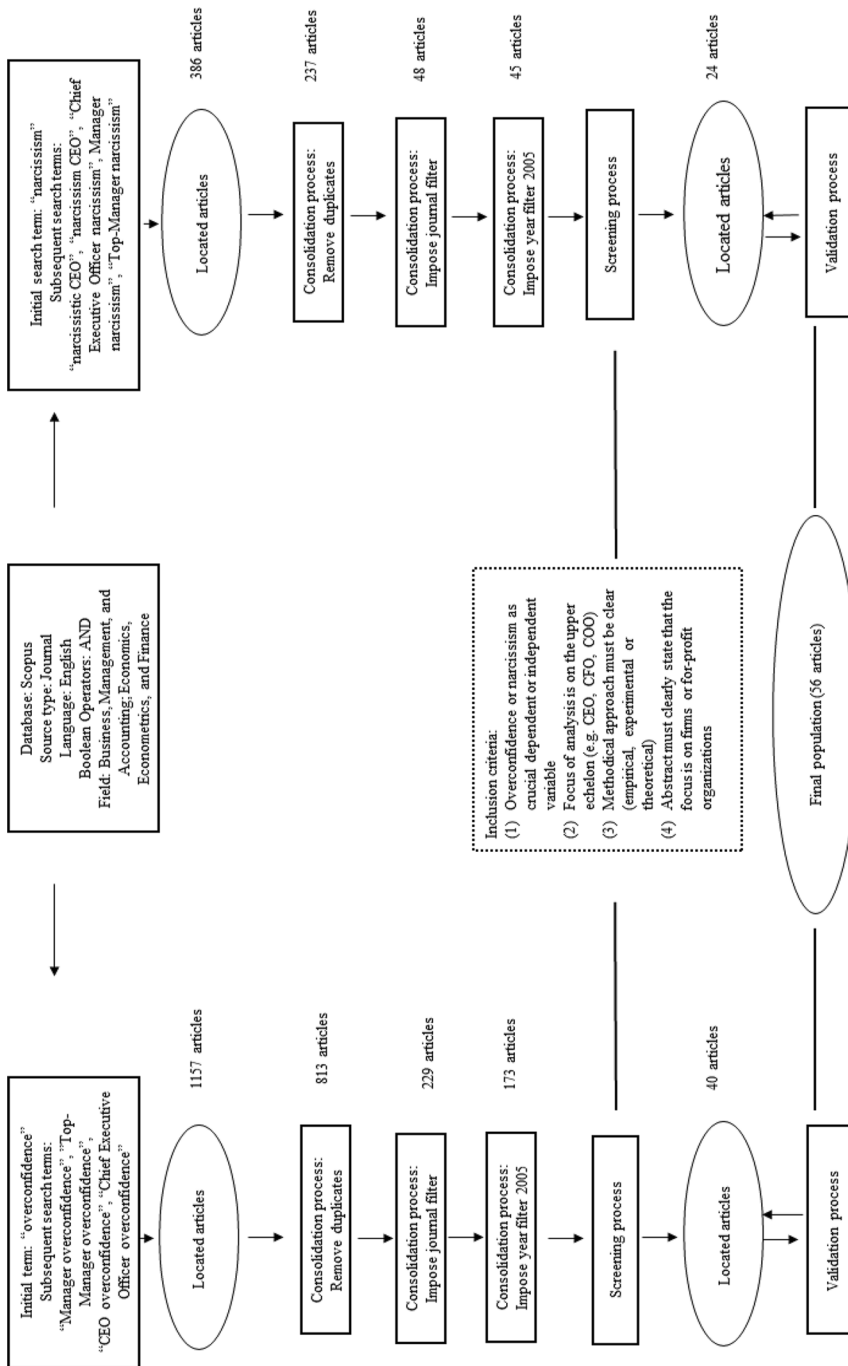 Initial term: “overconfidence”
Subsequent search terms:
“Manager overconfidence”, “Top-
Manager overconfidence”,
“CEO overconfidence”, “Chief Executive
Officer overconfidence”
Located articles
1157 articles
Consolidation process:
Remove duplicates
813 articles
Consolidation process:
Impose journal filter
229 articles
Consolidation process:
Impose year filter 2005
173 articles
Screening process
Located articles
40 articles
Validation process
Database: Scopus
Source type: Journal
Language: English
Boolean Operators: AND
Field: Business, Management, and
Accounting; Economics,
Econometrics, and Finance
Inclusion criteria:
(1) Overconfidence or narcissism as
crucial dependent or independent
variable
(2) Focus of analysis is on the upper
echelon (e.g. CEO, CFO, COO)
(3) Methodical approach must be clear
(empirical, experimental or
theoretical)
(4) Abstract must clearly state that the
focus is on firms or for-profit
organizations
Final population (56 articles)
Initial search term: “narcissism”
Subsequent search terms:
“narcissistic CEO”, “narcissism CEO”, “Chief
Executive Officer narcissism”, Manager
narcissism”, “Top-Manager narcissism”
Located articles
386 articles
Consolidation process:
Remove duplicates
237 articles
Consolidation process:
Impose journal filter
48 articles
Consolidation process:
Impose year filter 2005
45 articles
Screening process
Located articles
24 articles
Validation process